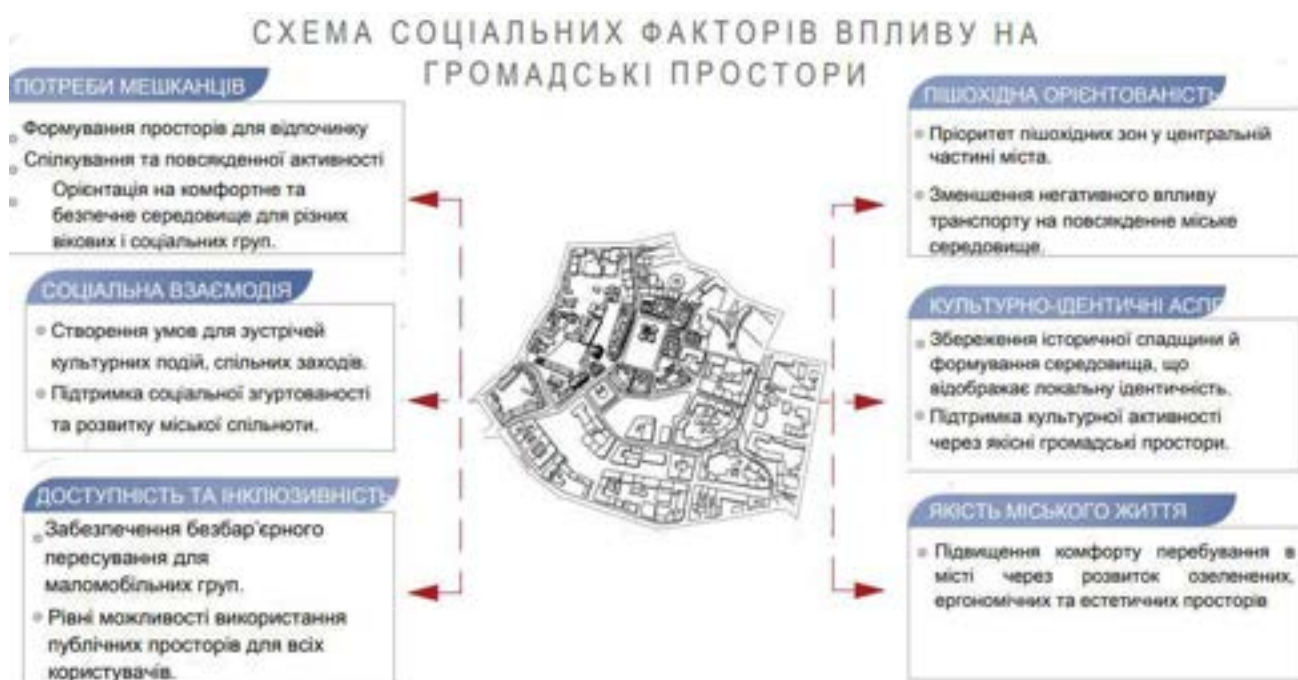 СХЕМА СОЦІАЛЬНИХ ФАКТОРІВ ВПЛИВУ НА
ГРОМАДСЬКІ ПРОСТОРИ
ПОТРЕБИ МЕШКАНЦІВ
Формування просторів для відпочинку
Спілкування та повсякденної активності
Орієнтація на комфортне та
безпечне середовище для різних
вікових і соціальних груп.
СОЦІАЛЬНА ВЗАЄМОДІЯ
Створення умов для зустрічей
культурних подій, спільних заходів.
Підтримка соціальної згуртованості
та розвитку міської спільноти.
ДОСТУПНІСТЬ ТА ІНКЛЮЗИВНІСТЬ
Забезпечення безбар'єрного
пересування для
маломобільних груп.
Рівні можливості використання
публічних просторів для всіх
користувачів.
ПІШОХІДНА ОРІЄНТОВАНІСТЬ
Пріоритет пішохідних зон у центральній
частині міста.
Зменшення негативного впливу
транспорту на повсякденне міське
середовище.
КУЛЬТУРНО-ІДЕНТИЧНІ АСПЕ
Збереження історичної спадщини й
формування середовища, що
відображає локальну ідентичність.
Підтримка культурної активності
через якісні громадські простори.
ЯКІСТЬ МІСЬКОГО ЖИТТЯ
Підвищення комфорту перебування в
місті через розвиток озеленених,
ергономічних та естетичних просторів